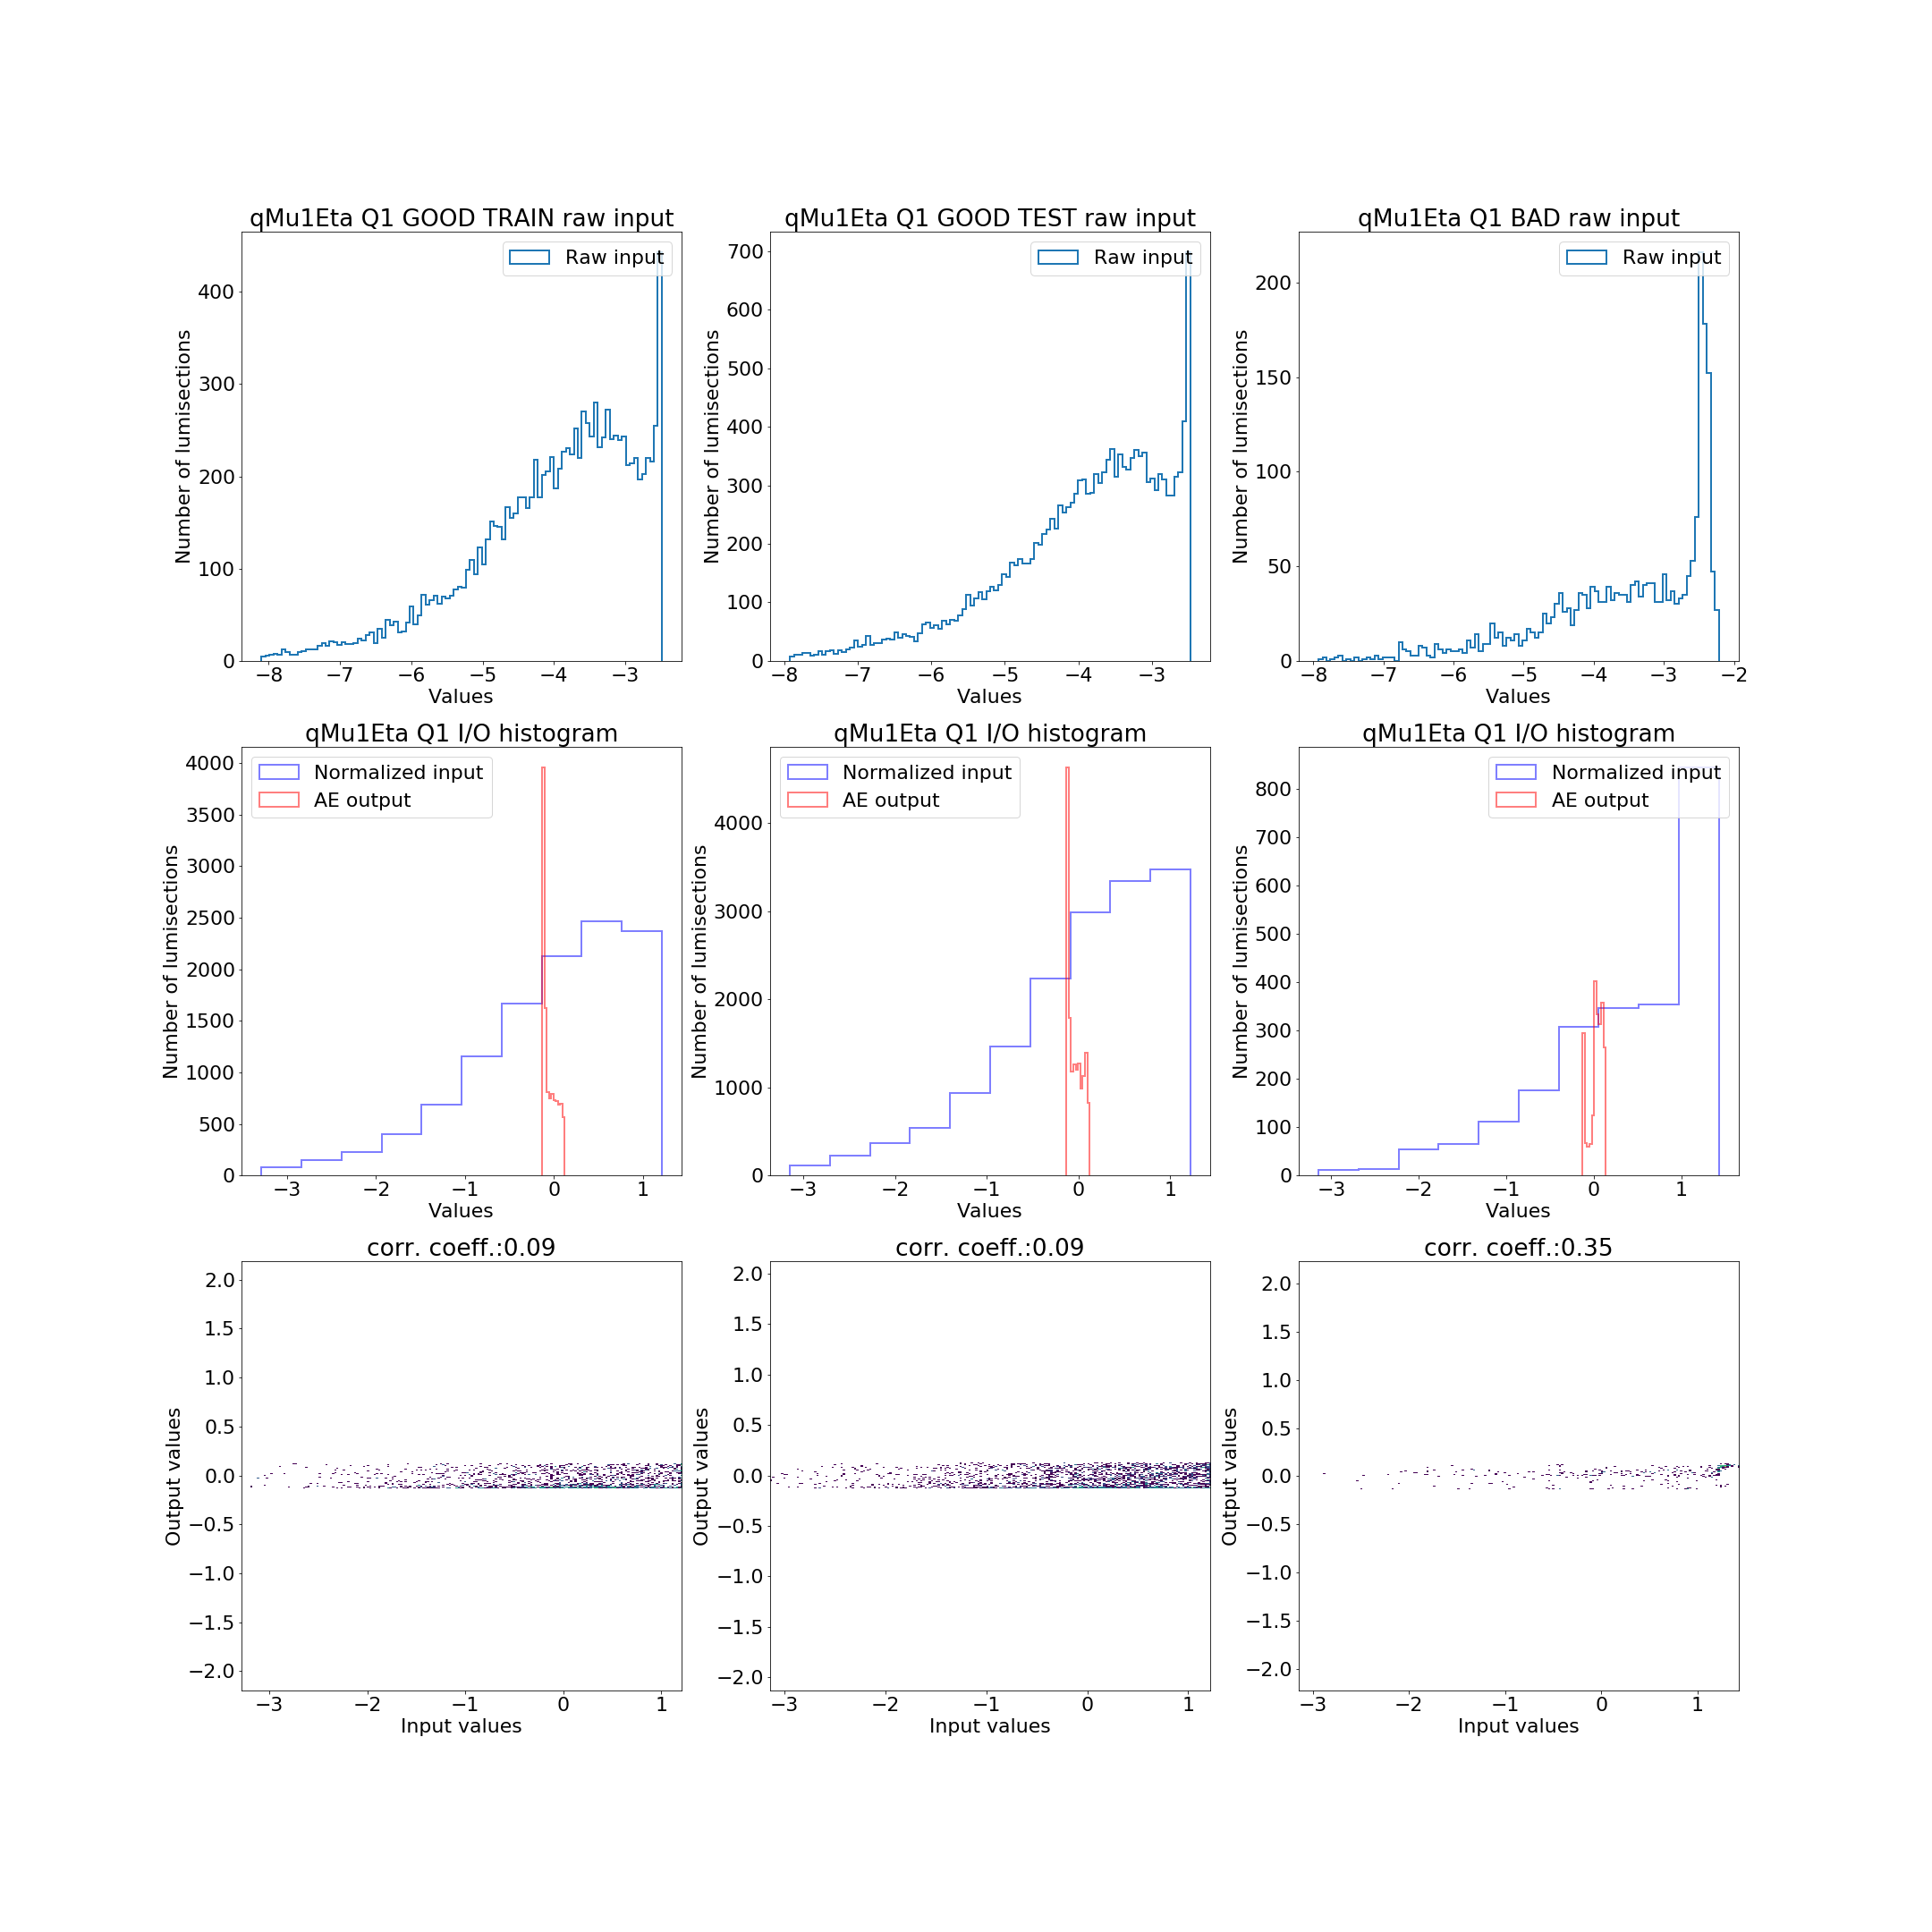 qMu1Eta Q1 GOOD TRAIN raw input
Raw input
Number of lumisections
0
100
200
300
400
−8 −7 −6 −5 −4 −3
Values
qMu1Eta Q1 GOOD TEST raw input
Raw input
Number of lumisections
0
100
200
300
400
500
600
700
−8 −7 −6 −5 −4 −3
Values
qMu1Eta Q1 BAD raw input
Raw input
Number of lumisections
0
50
100
150
200
−8 −7 −6 −5 −4 −3 −2
Values
qMu1Eta Q1 I/O histogram
Normalized input
AE output
Number of lumisections
0
500
1000
1500
2000
2500
3000
3500
4000
−3 −2 −1 0 1
Values
qMu1Eta Q1 I/O histogram
Normalized input
AE output
Number of lumisections
0
1000
2000
3000
4000
−3 −2 −1 0 1
Values
qMu1Eta Q1 I/O histogram
Normalized input
AE output
Number of lumisections
0
100
200
300
400
500
600
700
800
−3 −2 −1 0 1
Values
corr. coeff.:0.09
Output values
2.0
1.5
1.0
0.5
0.0
−0.5
−1.0
−1.5
−2.0
−3 −2 −1 0 1
Input values
corr. coeff.:0.09
Output values
2.0
1.5
1.0
0.5
0.0
−0.5
−1.0
−1.5
−2.0
−3 −2 −1 0 1
Input values
corr. coeff.:0.35
Output values
2.0
1.5
1.0
0.5
0.0
−0.5
−1.0
−1.5
−2.0
−3 −2 −1 0 1
Input values